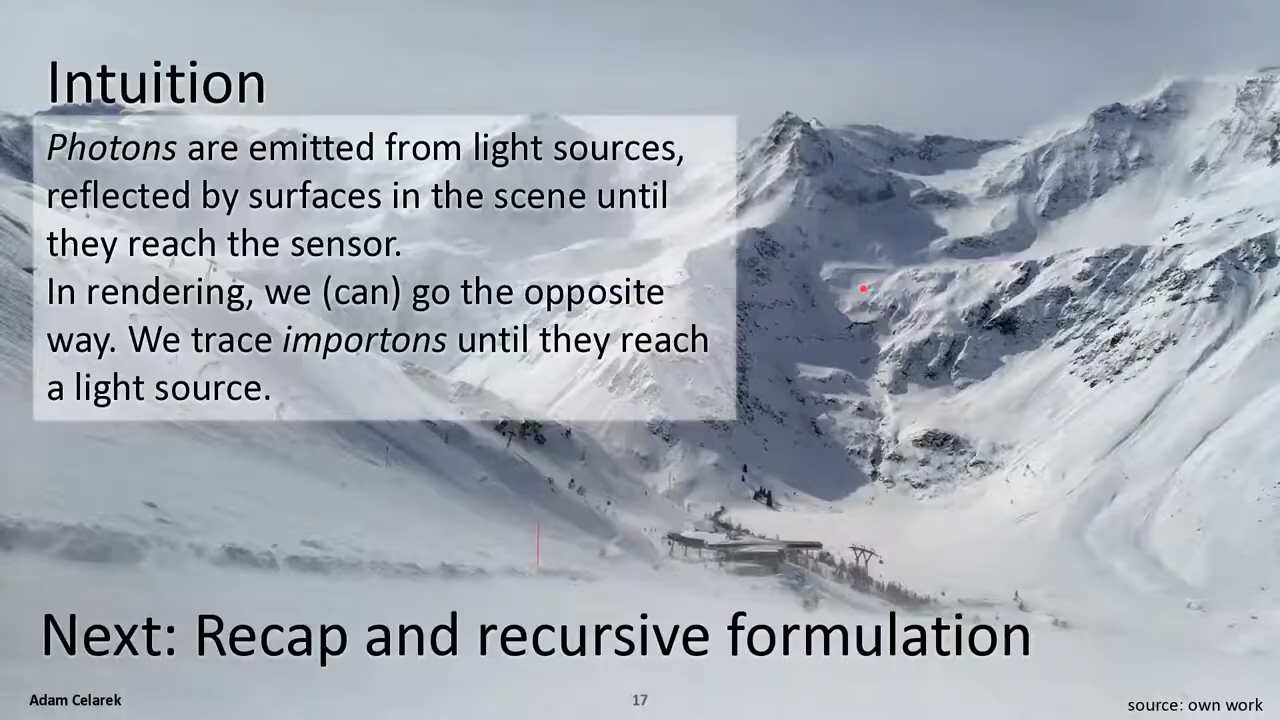 Intuition
Photons are emitted from light sources,
reflected by surfaces in the scene until
they reach the sensor.
In rendering, we (can) go the opposite
way. We trace importons until they reach
a light source.
Next: Recap and recursive formulation
Adam Celarek
17
source: own work